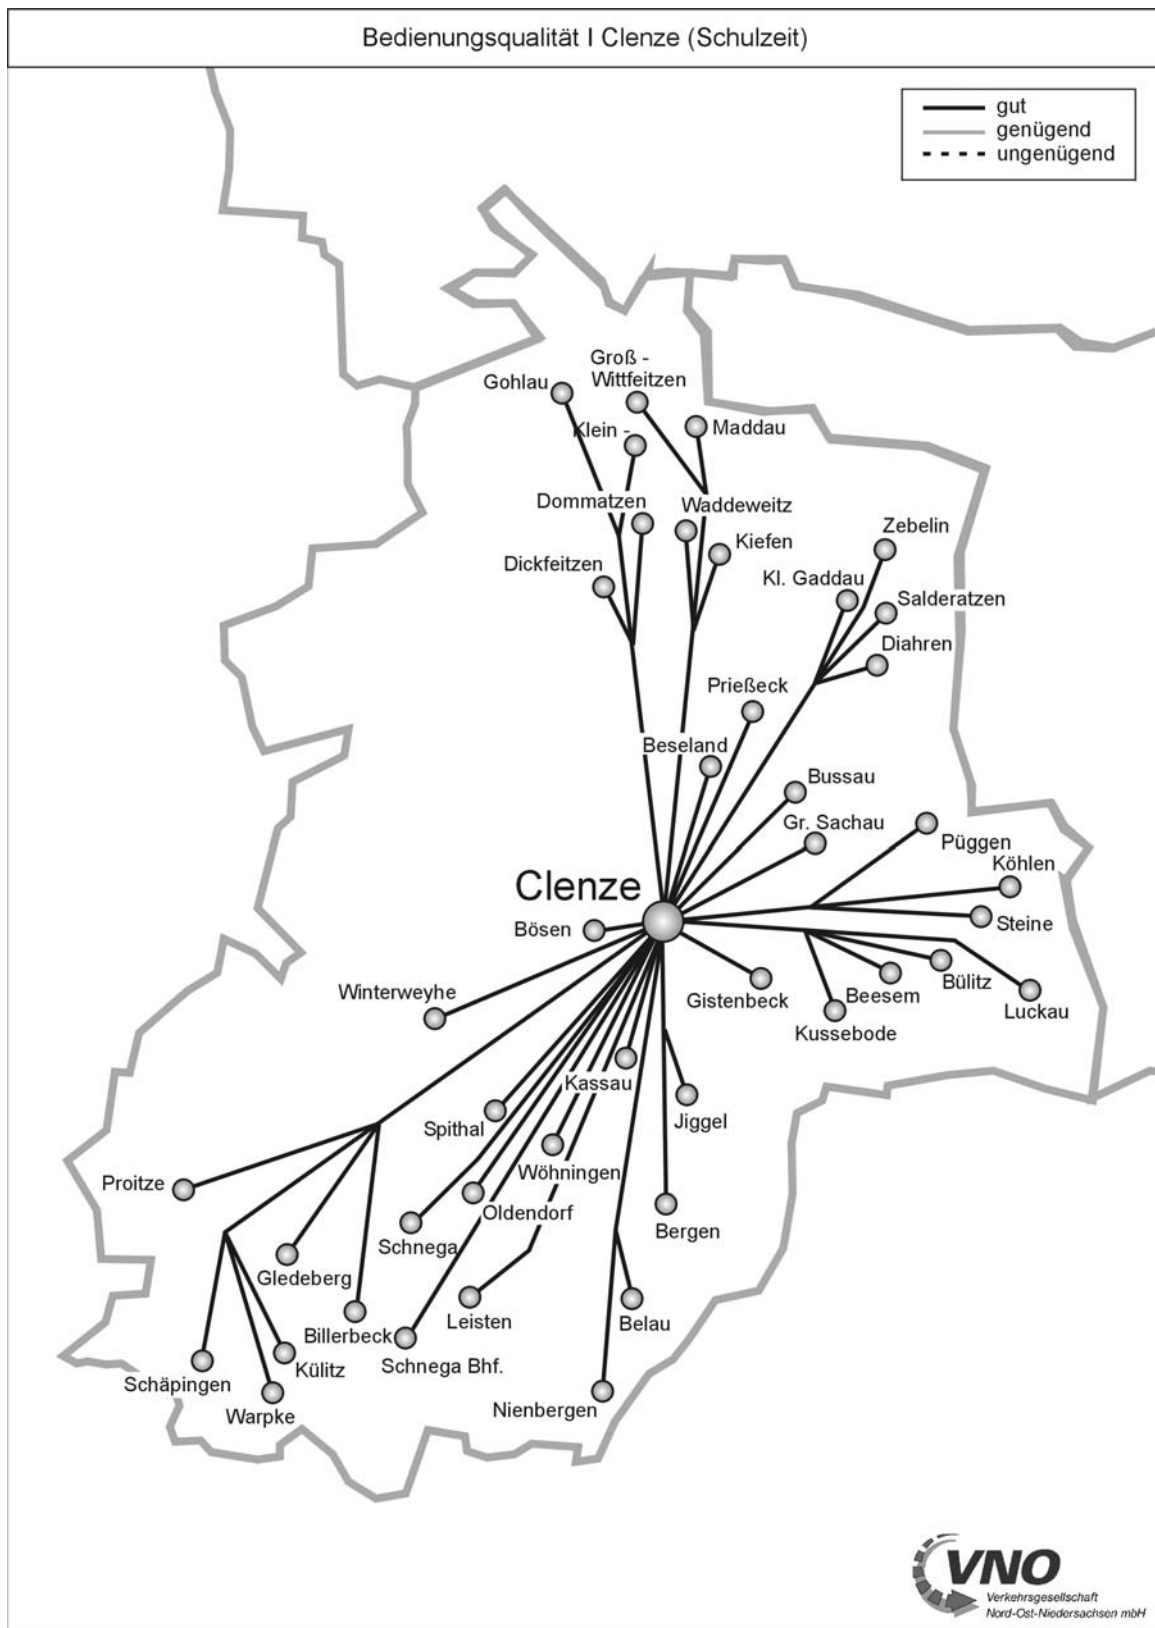 Bedienungsqualität I Clenze (Schulzeit)
gut
genügend
ungenügend
Groß -
Wittfeitzen
Gohlau
Klein -
Maddau
Dommatzen
Waddeweitz
Zebelin
Kiefen
Dickfeitzen
Kl. Gaddau
Salderatzen
Diahren
Prießeck
Beseland
Bussau
Gr. Sachau
Püggen
Köhlen
Clenze
Steine
Bösen
Bülitz
Winterweyhe
Gistenbeck
Beesem
Luckau
Kussebode
Kassau
Jiggel
Spithal
Wöhningen
Proitze
Oldendorf
Bergen
Schnega
Gledeberg
Leisten
Belau
Billerbeck
Külitz
Schnega Bhf.
Schäpingen
Nienbergen
Warpke
VNO
Verkehrsgesellschaft
Nord-Ost-Niedersachsen mbH